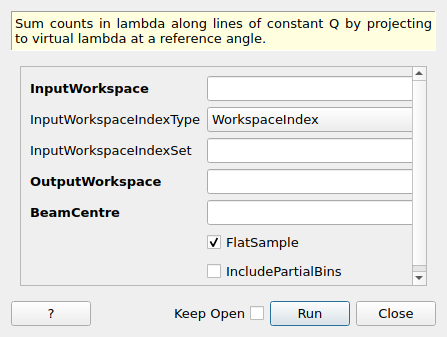 Sum counts in lambda along lines of constant Q by projecting
to virtual lambda at a reference angle.
InputWorkspace
InputWorkspaceIndexType WorkspaceIndex
InputWorkspaceIndexSet
OutputWorkspace
BeamCentre
FlatSample
IncludePartialBins
? Keep Open Run Close